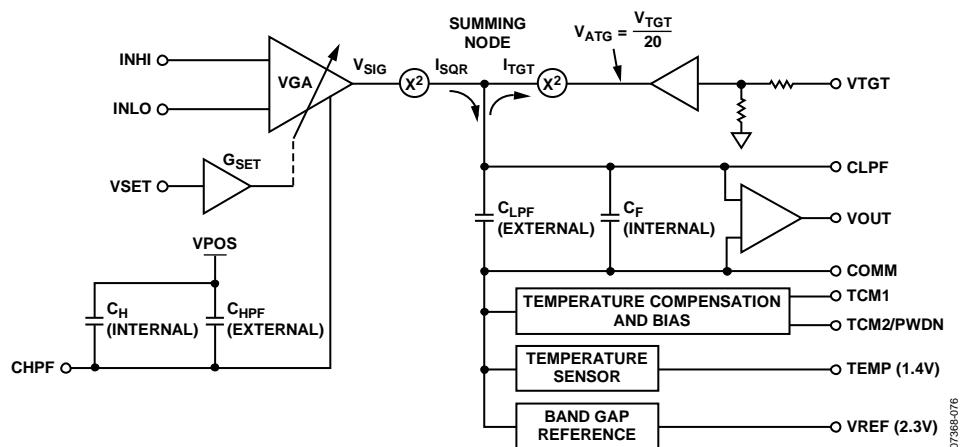 SUMMING
NODE
V_ATG = V_TGT
20
INHI
VGA
V_SIG
X²
I_SQR
I_TGT
X²
VTGT
INLO
G_SET
VSET
CLPF
C_LPF
(EXTERNAL)
C_F
(INTERNAL)
VOUT
VPOS
COMM
C_H
(INTERNAL)
C_HPF
(EXTERNAL)
TEMPERATURE COMPENSATION
AND BIAS
TCM1
TCM2/PWDN
CHPF
TEMPERATURE
SENSOR
TEMP (1.4V)
BAND GAP
REFERENCE
VREF (2.3V)
07368-076